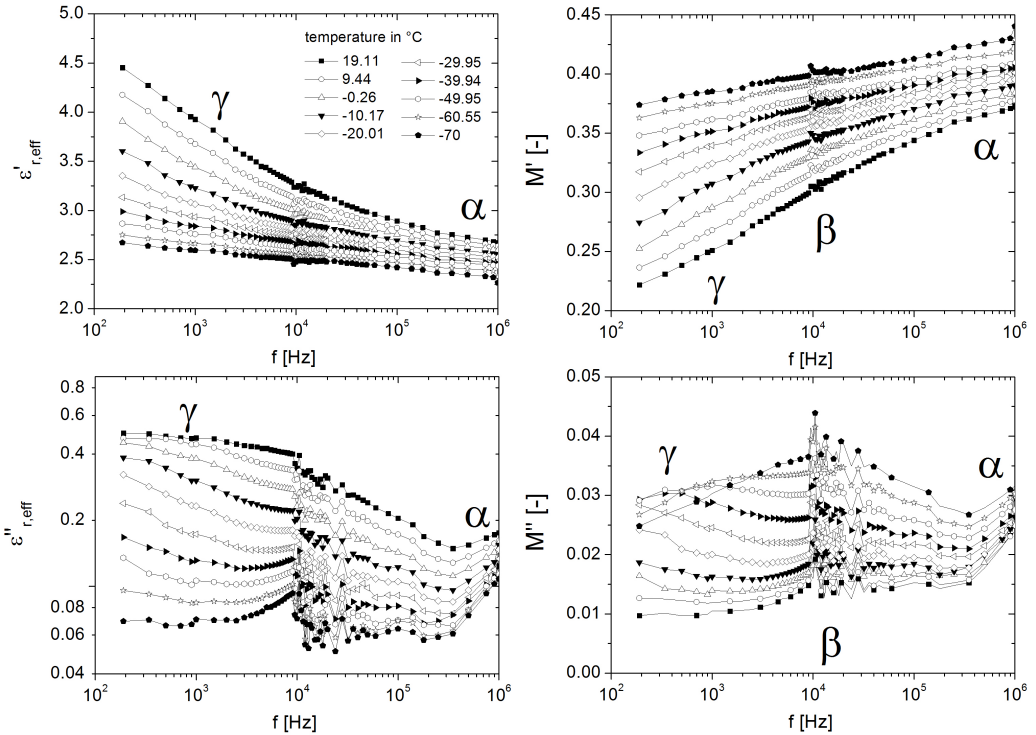 5.0
4.5
4.0
3.5
3.0
2.5
2.0
ε'r,eff
temperature in °C
19.11
9.44
-0.26
-10.17
-20.01
-29.95
-39.94
-49.95
-60.55
-70
γ
α
10² 10³ 10⁴ 10⁵ 10⁶
f [Hz]
0.45
0.40
0.35
0.30
0.25
0.20
M' [-]
α
β
γ
10² 10³ 10⁴ 10⁵ 10⁶
f [Hz]
0.8
0.6
0.4
0.2
0.08
0.06
0.04
ε''r,eff
γ
α
10² 10³ 10⁴ 10⁵ 10⁶
f [Hz]
0.05
0.04
0.03
0.02
0.01
0.00
M'' [-]
γ
α
β
10² 10³ 10⁴ 10⁵ 10⁶
f [Hz]